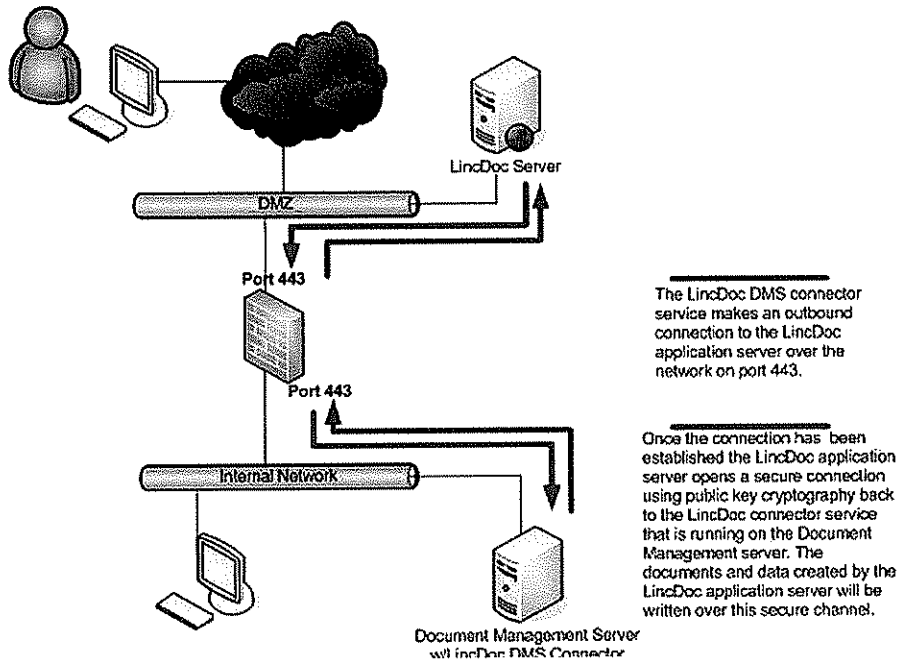 LincDoc Server
DMZ
Port 443
Port 443
Internal Network
Document Management Server
w/LincDoc DMS Connector
The LincDoc DMS connector
service makes an outbound
connection to the LincDoc
application server over the
network on port 443.
Once the connection has been
established the LincDoc application
server opens a secure connection
using public key cryptography back
to the LincDoc connector service
that is running on the Document
Management server. The
documents and data created by the
LincDoc application server will be
written over this secure channel.